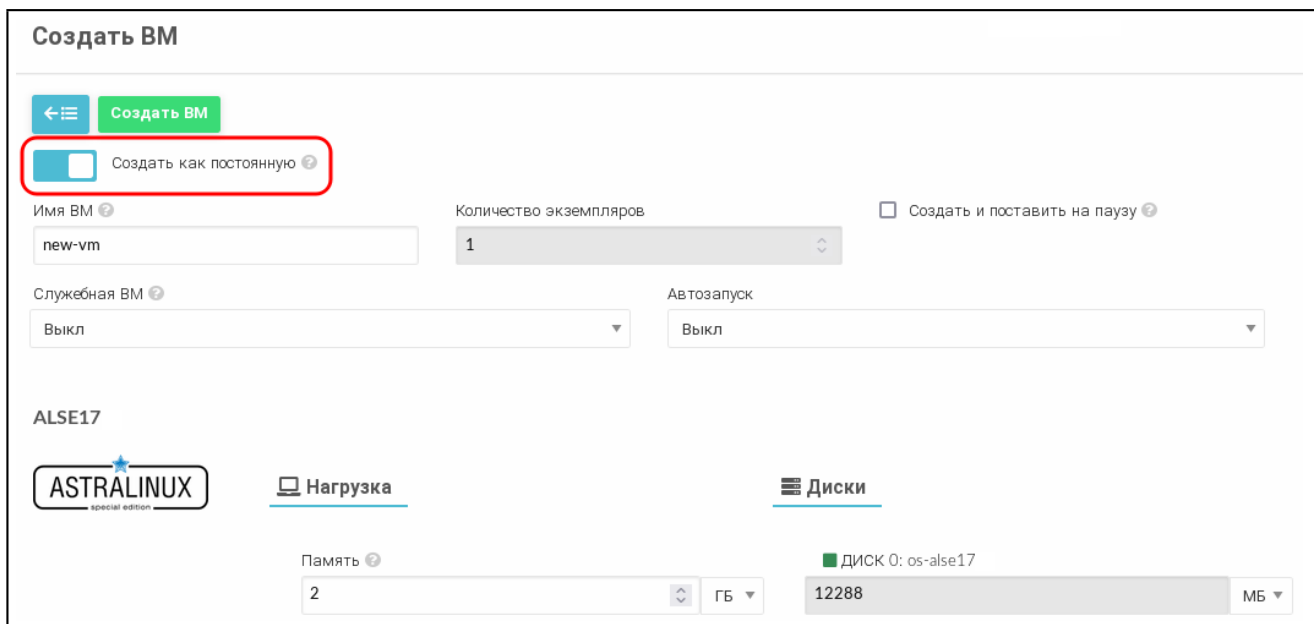 Создать ВМ
Создать ВМ
Создать как постоянную
Имя ВМ
Количество экземпляров
Создать и поставить на паузу
new-vm
1
Служебная ВМ
Автозапуск
Выкл
Выкл
ALSE17
ASTRALINUX
special edition
Нагрузка
Диски
Память
ДИСК 0: os-alse17
2
ГБ
12288
МБ